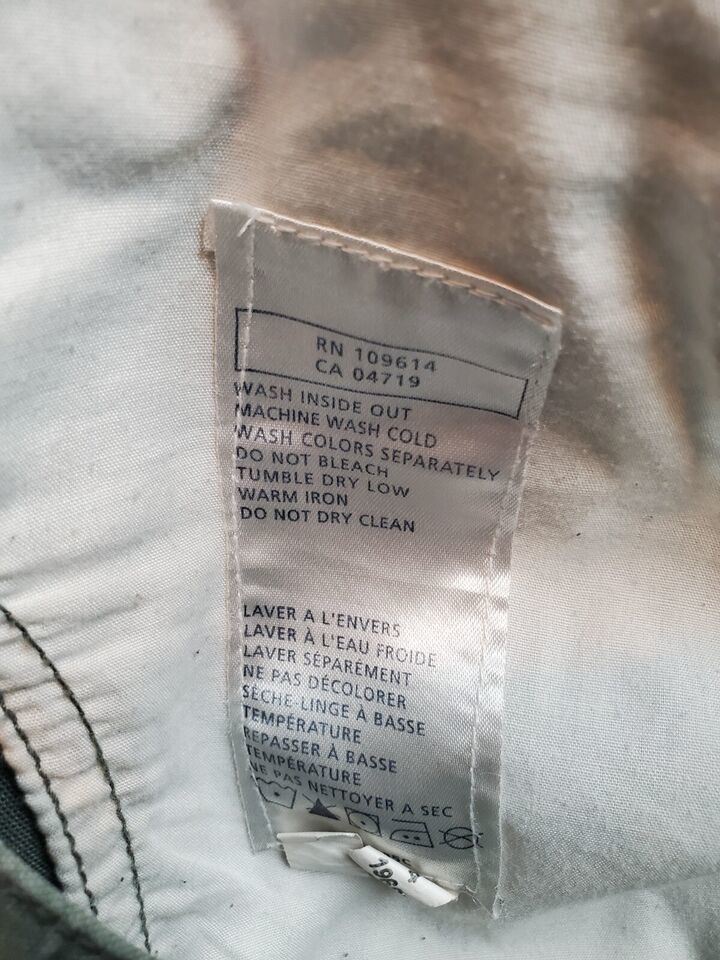 RN 109614
CA 04719
WASH INSIDE OUT
MACHINE WASH COLD
WASH COLORS SEPARATELY
DO NOT BLEACH
TUMBLE DRY LOW
WARM IRON
DO NOT DRY CLEAN
LAVER A L'ENVERS
LAVER À L'EAU FROIDE
LAVER SÉPARÉMENT
NE PAS DÉCOLORER
SÈCHE-LINGE À BASSE
TEMPÉRATURE
REPASSER À BASSE
TEMPÉRATURE
NE PAS NETTOYER A SEC